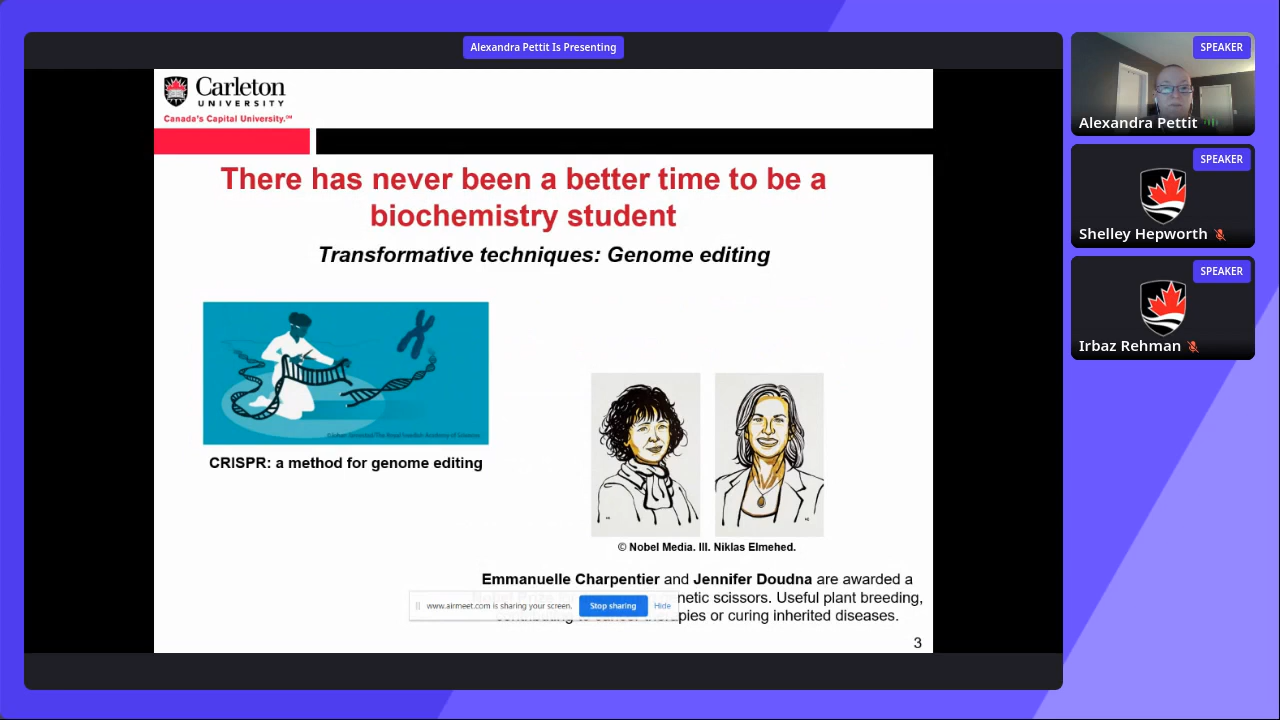 Alexandra Pettit Is Presenting
Carleton
UNIVERSITY
Canada's Capital University.
There has never been a better time to be a
biochemistry student
Transformative techniques: Genome editing
CRISPR: a method for genome editing
© Nobel Media. Ill. Niklas Elmehed.
Emmanuelle Charpentier and Jennifer Doudna are awarded a
netic scissors. Useful plant breeding,
pies or curing inherited diseases.
www.airmeet.com is sharing your screen.
Stop sharing
Hide
3
SPEAKER
Alexandra Pettit
SPEAKER
Shelley Hepworth
SPEAKER
Irbaz Rehman